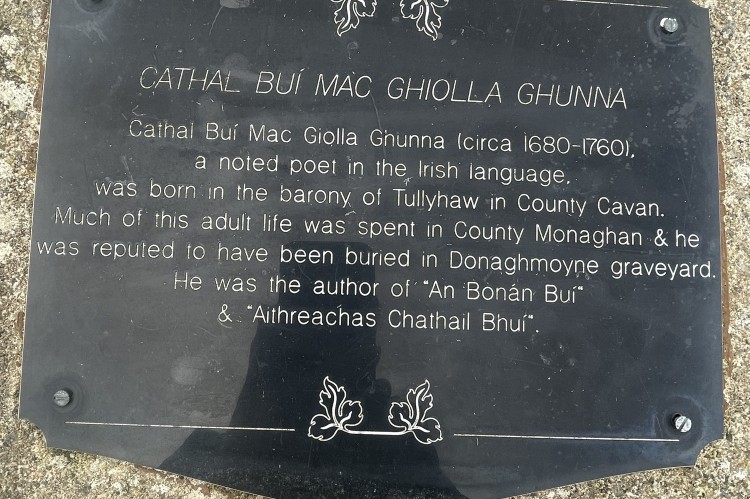 CATHAL BUÍ MAC GHIOLLA GHUNNA
Cathal Buí Mac Giolla Ghunna (circa 1680-1760),
a noted poet in the Irish language,
was born in the barony of Tullyhaw in County Cavan.
Much of this adult life was spent in County Monaghan & he
was reputed to have been buried in Donaghmoyne graveyard.
He was the author of "An Bonán Buí"
& "Aithreachas Chathail Bhuí".